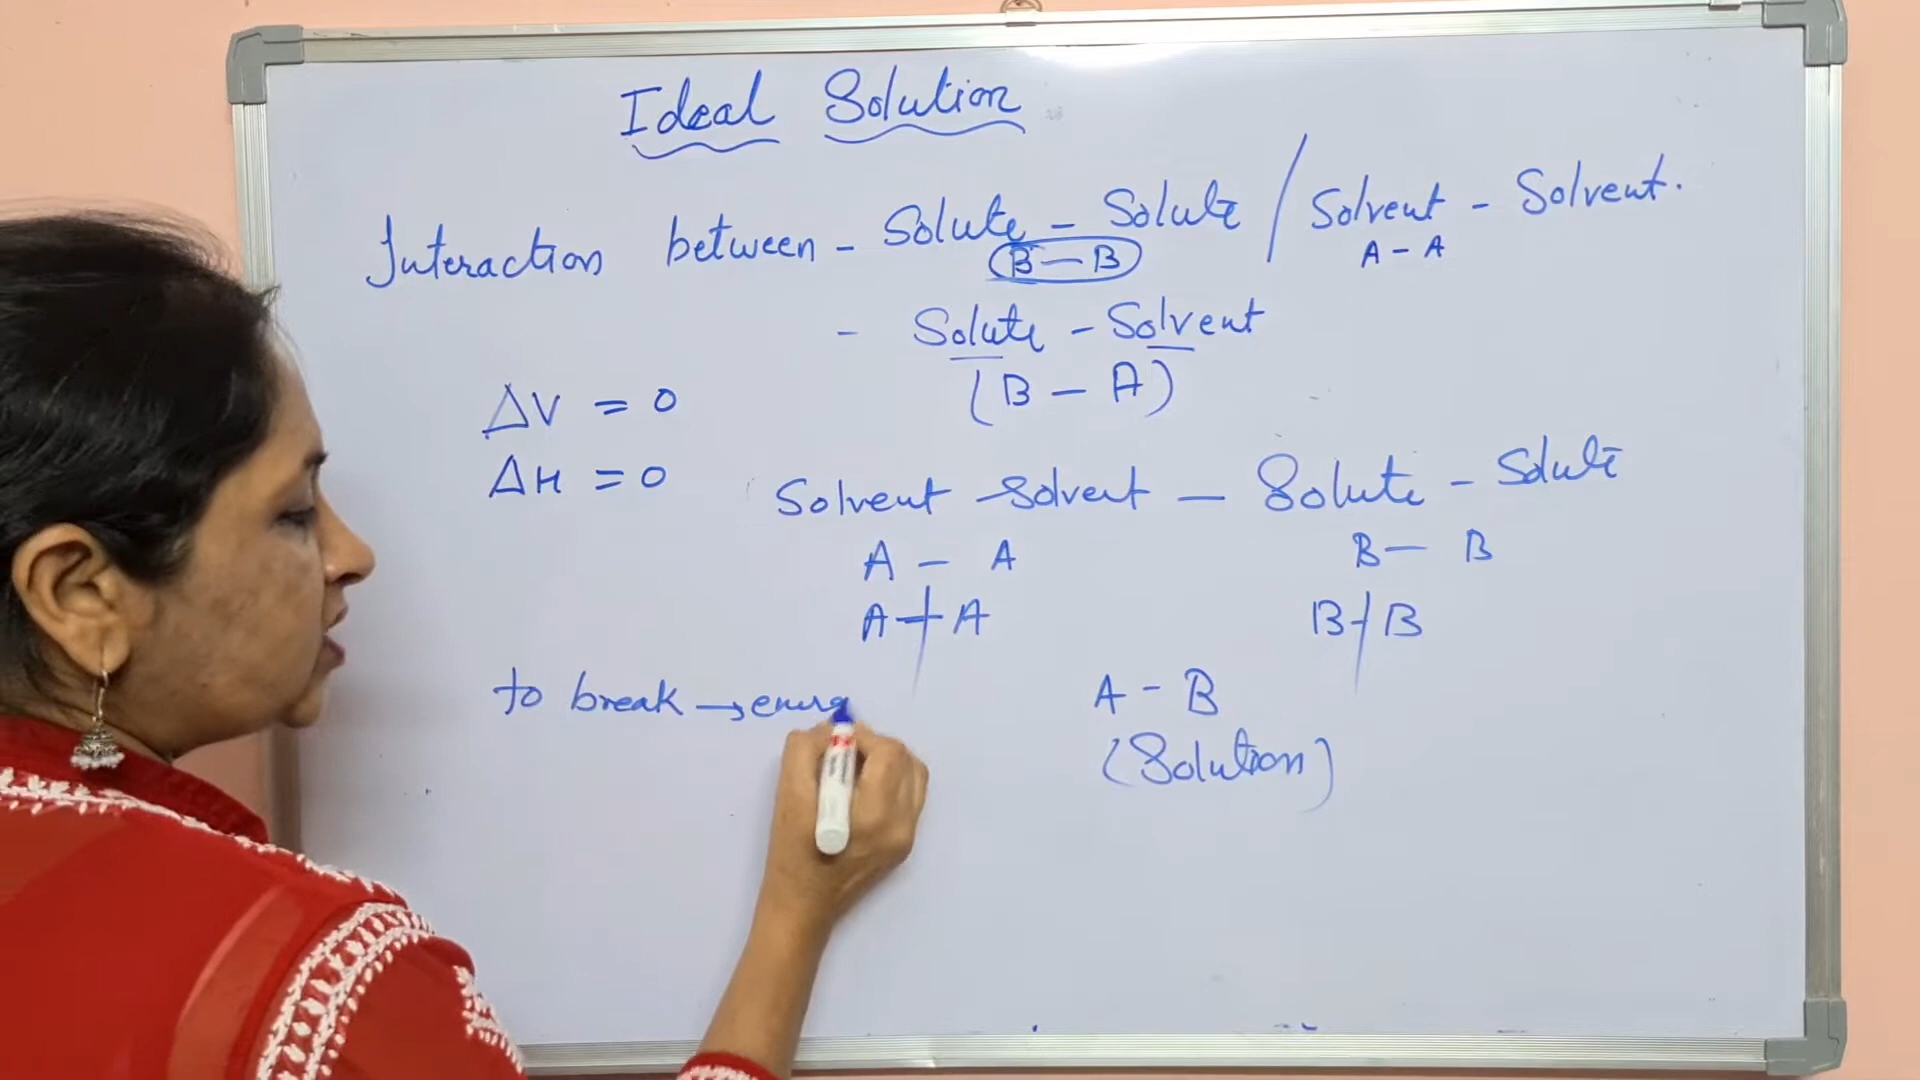 Ideal Solution
Interaction between - Solute - Solute / Solvent - Solvent.
B - B A - A
- Solute - Solvent
(B - A)
ΔV = 0
ΔH = 0
Solvent - Solvent - Solute - Solute
A - A B - B
A + A B + B
to break → energ
A - B
(Solution)